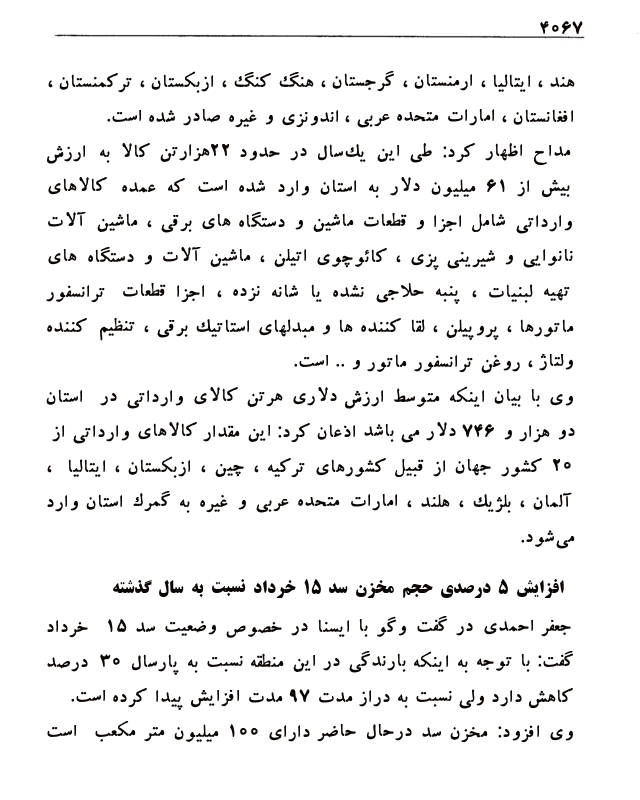 ۴۰۶۷
هند ، ایتالیا ، ارمنستان ، گرجستان ، هنگ کنگ ، ازبکستان ، ترکمنستان ،
افغانستان ، امارات متحده عربی ، اندونزی و غیره صادر شده است.
مداح اظهار کرد: طی این یك‌سال در حدود ۲۲هزارتن کالا به ارزش
بیش از ۶۱ میلیون دلار به استان وارد شده است که عمده کالاهای
وارداتی شامل اجزا و قطعات ماشین و دستگاه های برقی ، ماشین آلات
نانوایی و شیرینی پزی ، کائوچوی اتیلن ، ماشین آلات و دستگاه های
تهیه لبنیات ، پنبه حلاجی نشده یا شانه نزده ، اجزا قطعات ترانسفور
ماتورها ، پروپیلن ، لقا کننده ها و مبدلهای استاتیك برقی ، تنظیم کننده
ولتاژ ، روغن ترانسفور ماتور و .. است.
وی با بیان اینکه متوسط ارزش دلاری هرتن کالای وارداتی در استان
دو هزار و ۷۴۶ دلار می باشد اذعان کرد: این مقدار کالاهای وارداتی از
۲۰ کشور جهان از قبیل کشورهای ترکیه ، چین ، ازبکستان ، ایتالیا ،
آلمان ، بلژیك ، هلند ، امارات متحده عربی و غیره به گمرك استان وارد
می‌شود.
افزایش ۵ درصدی حجم مخزن سد ۱۵ خرداد نسبت به سال گذشته
جعفر احمدی در گفت وگو با ایسنا در خصوص وضعیت سد ۱۵ خرداد
گفت: با توجه به اینکه بارندگی در این منطقه نسبت به پارسال ۳۰ درصد
کاهش دارد ولی نسبت به دراز مدت ۹۷ مدت افزایش پیدا کرده است.
وی افزود: مخزن سد درحال حاضر دارای ۱۰۰ میلیون متر مکعب است